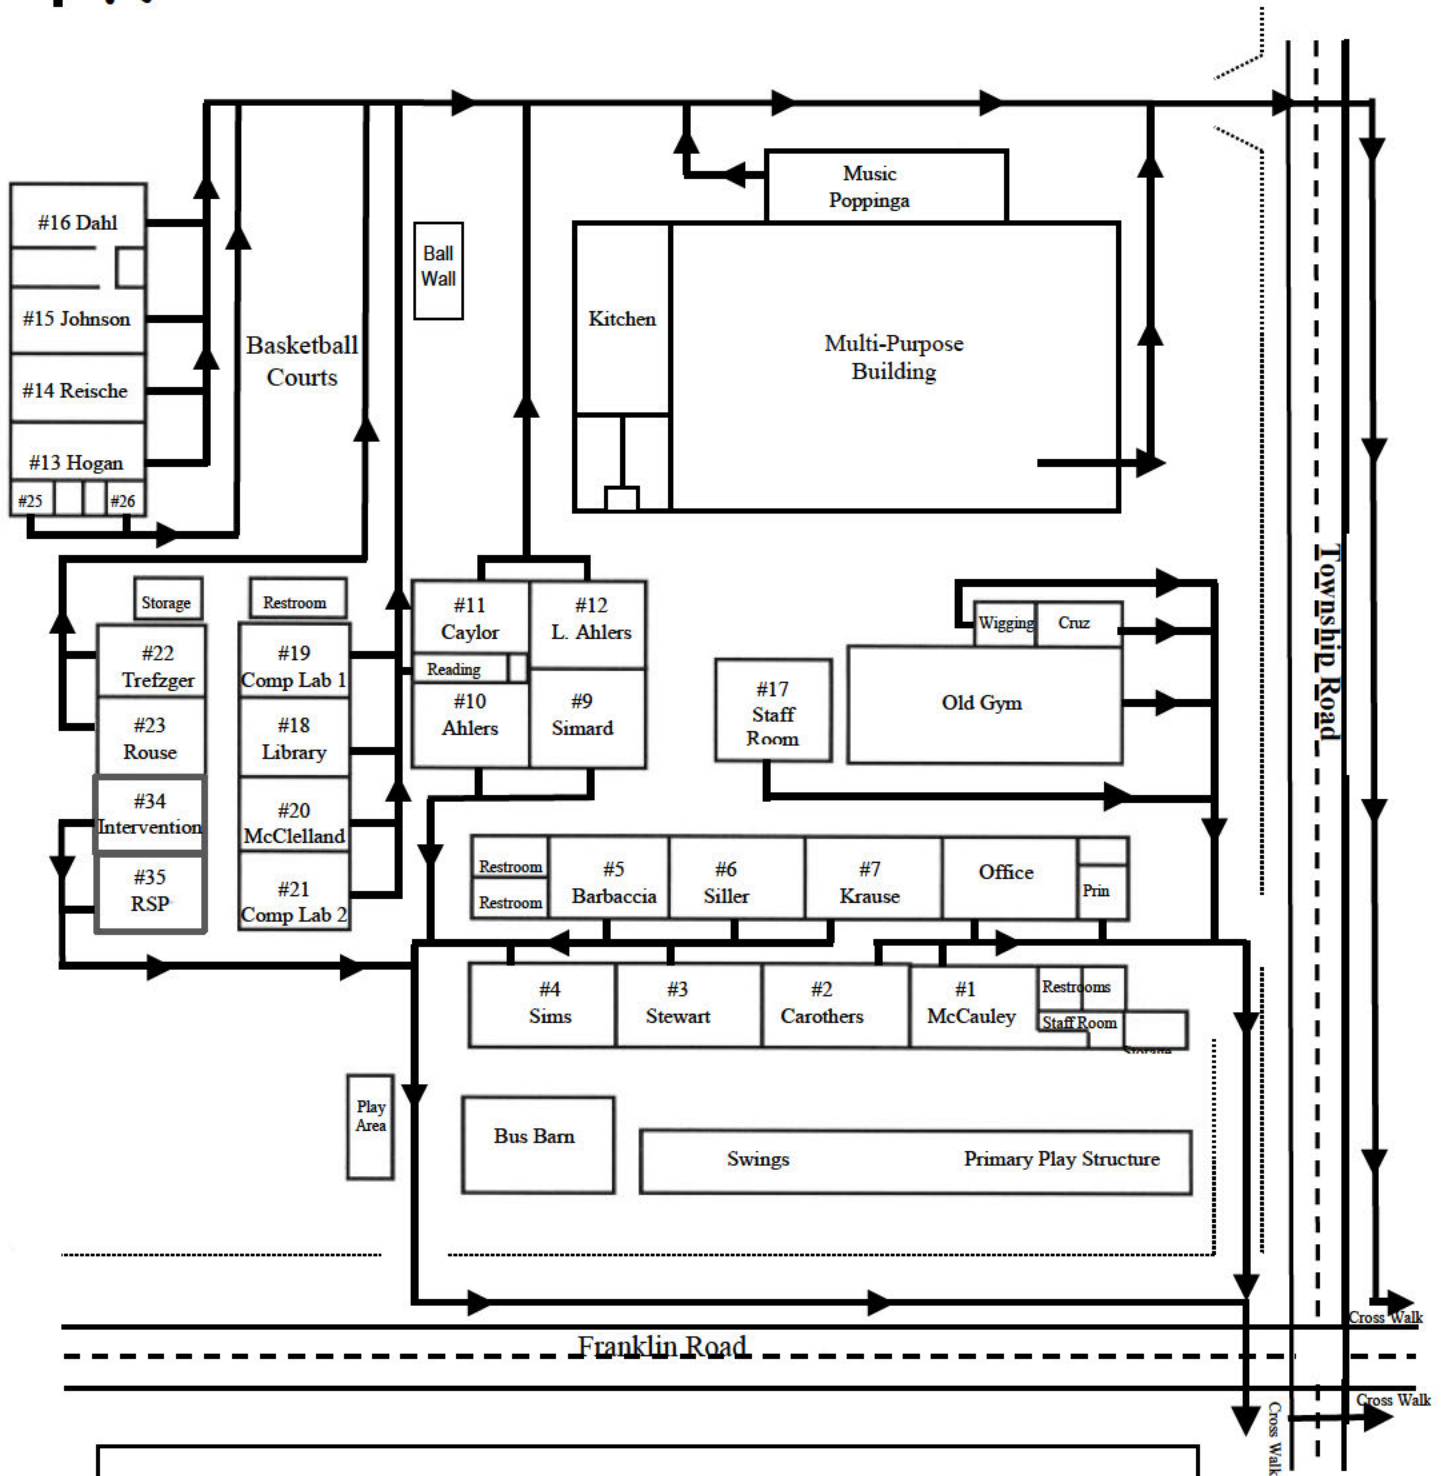 Music
Poppinga
#16 Dahl
Ball
Wall
#15 Johnson
Kitchen
Basketball
Courts
Multi-Purpose
Building
#14 Reische
#13 Hogan
#25
#26
Township Road
Storage
Restroom
#11
Caylor
#12
L. Ahlers
Wigging
Cruz
#22
Trefzger
#19
Comp Lab 1
Reading
#10
Ahlers
#9
Simard
#17
Staff
Room
Old Gym
#23
Rouse
#18
Library
#34
Intervention
#20
McClelland
#35
RSP
#21
Comp Lab 2
Restroom
Restroom
#5
Barbaccia
#6
Siller
#7
Krause
Office
Prin
#4
Sims
#3
Stewart
#2
Carothers
#1
McCauley
Restrooms
Staff Room
Storage
Play
Area
Bus Barn
Swings
Primary Play Structure
Cross Walk
Franklin Road
Cross Walk
Cross Walk